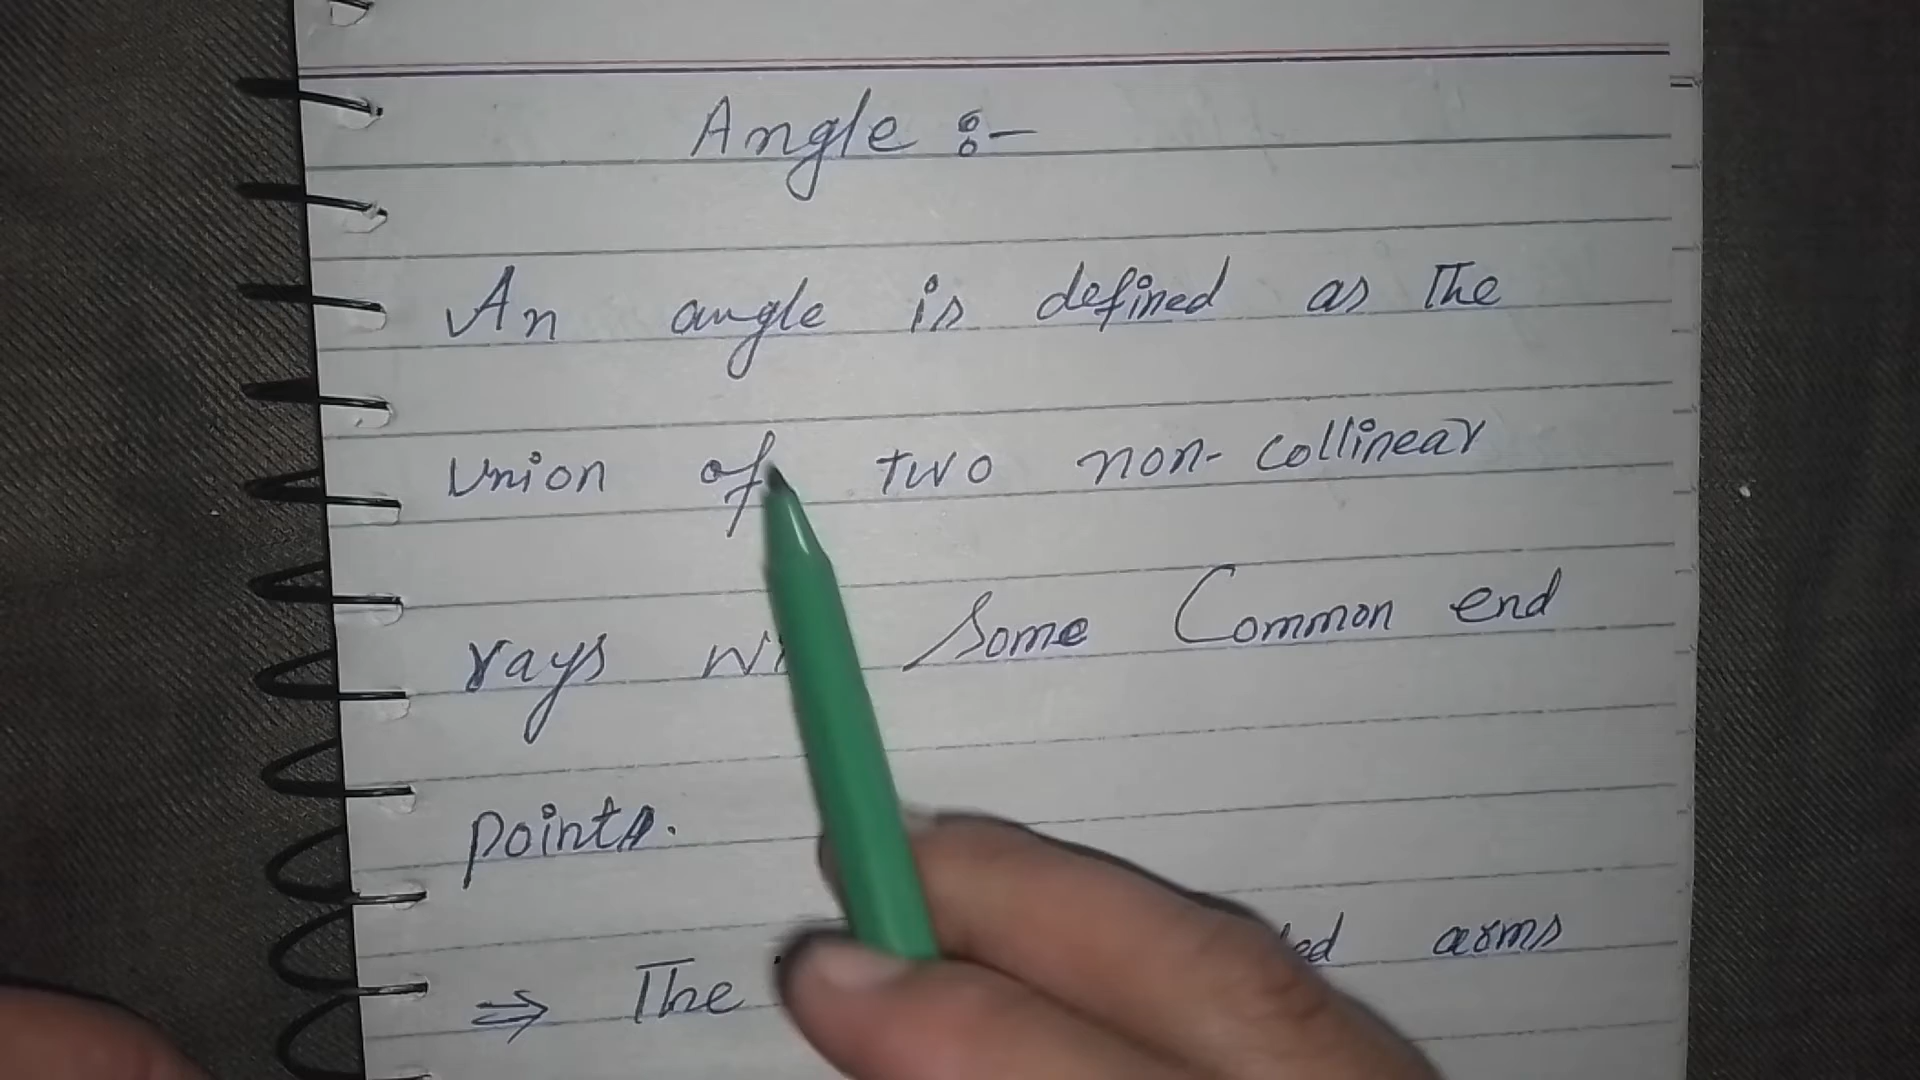 Angle :-
An angle is defined as The
Union of two non-collinear
rays some Common end
points.
⇒ The arms